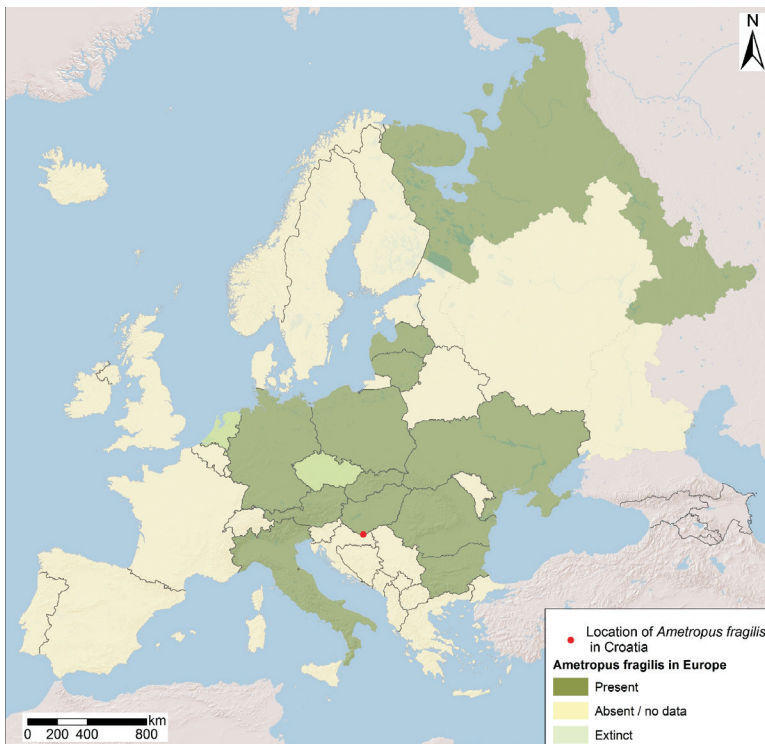 N
Location of Ametropus fragilis
in Croatia
Ametropus fragilis in Europe
Present
Absent / no data
Extinct
km
0 200 400 800